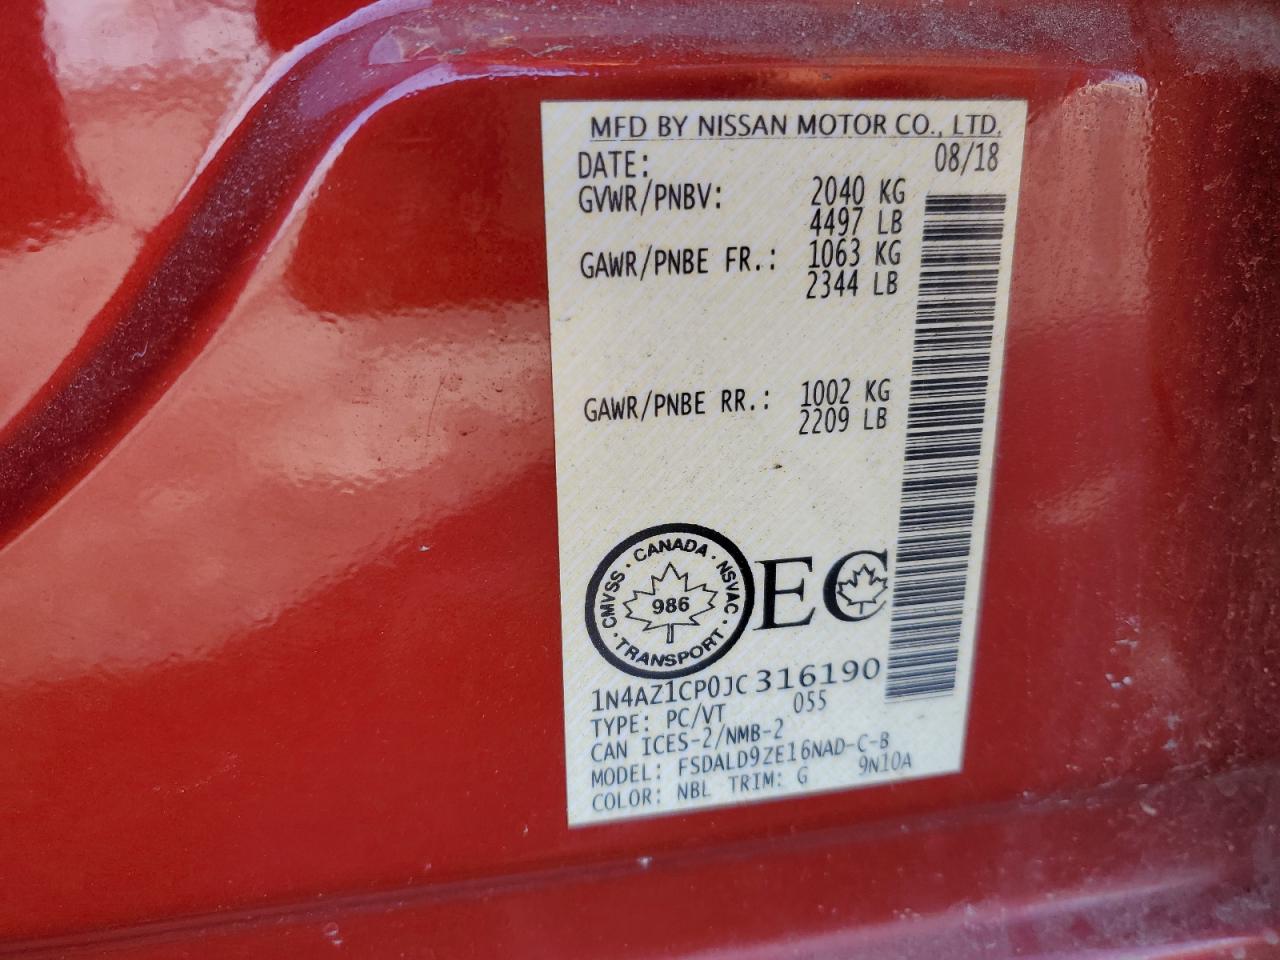 MFD BY NISSAN MOTOR CO., LTD.
DATE: 08/18
GVWR/PNBV: 2040 KG
4497 LB
GAWR/PNBE FR.: 1063 KG
2344 LB
GAWR/PNBE RR.: 1002 KG
2209 LB
CMVSS · CANADA · NSVAC · TRANSPORT ·
986
EC
1N4AZ1CP0JC316190
TYPE: PC/VT 055
CAN ICES-2/NMB-2
MODEL: FSDALD9ZE16NAD-C-B
COLOR: NBL TRIM: G 9N10A